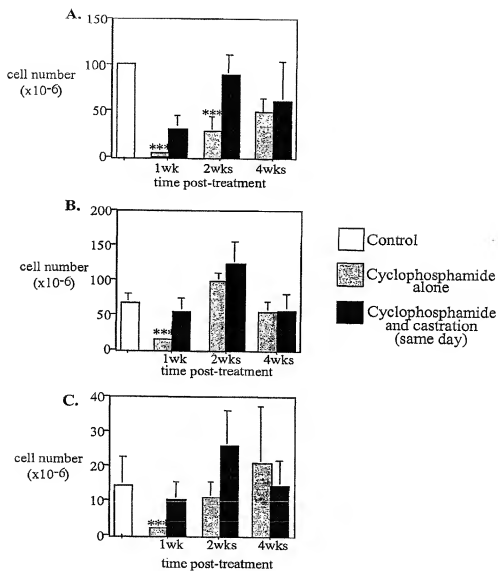 A.
150
100
50
0
cell number
(x10-6)
***
***
1wk 2wks 4wks
time post-treatment
B.
200
150
100
50
0
cell number
(x10-6)
***
1wk 2wks 4wks
time post-treatment
Control
Cyclophosphamide
alone
Cyclophosphamide
and castration
(same day)
C.
40
30
20
10
0
cell number
(x10-6)
***
1wk 2wks 4wks
time post-treatment